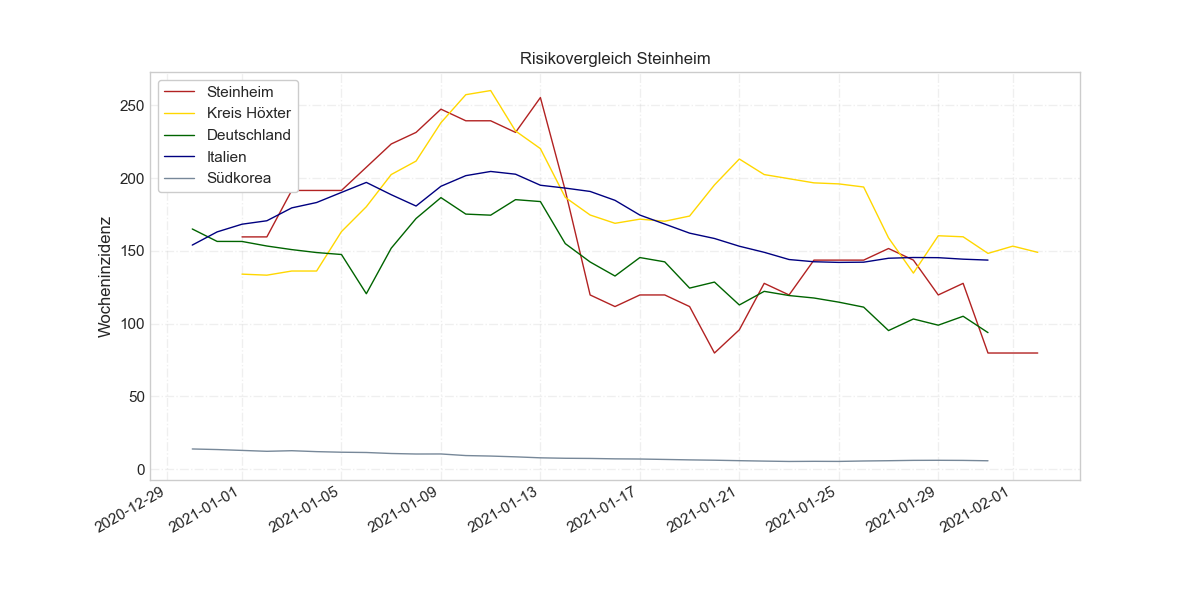 Risikovergleich Steinheim
Steinheim
Kreis Höxter
Deutschland
Italien
Südkorea
Wocheninzidenz
250
200
150
100
50
0
2020-12-29
2021-01-01
2021-01-05
2021-01-09
2021-01-13
2021-01-17
2021-01-21
2021-01-25
2021-01-29
2021-02-01